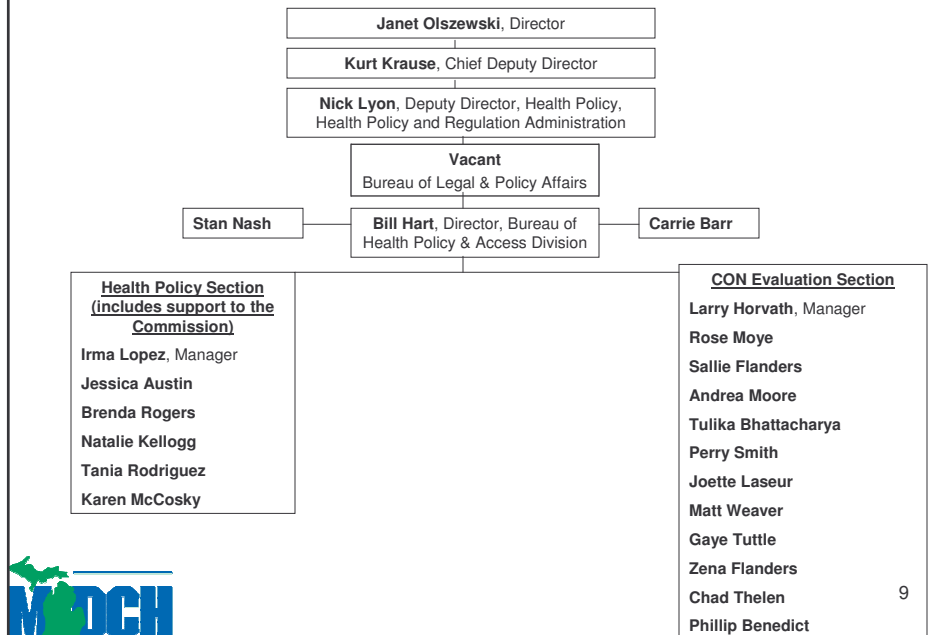 Janet Olszewski, Director
Kurt Krause, Chief Deputy Director
Nick Lyon, Deputy Director, Health Policy,
Health Policy and Regulation Administration
Vacant
Bureau of Legal & Policy Affairs
Stan Nash
Bill Hart, Director, Bureau of
Health Policy & Access Division
Carrie Barr
Health Policy Section
(includes support to the
Commission)
Irma Lopez, Manager
Jessica Austin
Brenda Rogers
Natalie Kellogg
Tania Rodriguez
Karen McCosky
CON Evaluation Section
Larry Horvath, Manager
Rose Moye
Sallie Flanders
Andrea Moore
Tulika Bhattacharya
Perry Smith
Joette Laseur
Matt Weaver
Gaye Tuttle
Zena Flanders
Chad Thelen
Phillip Benedict
MDCH
9